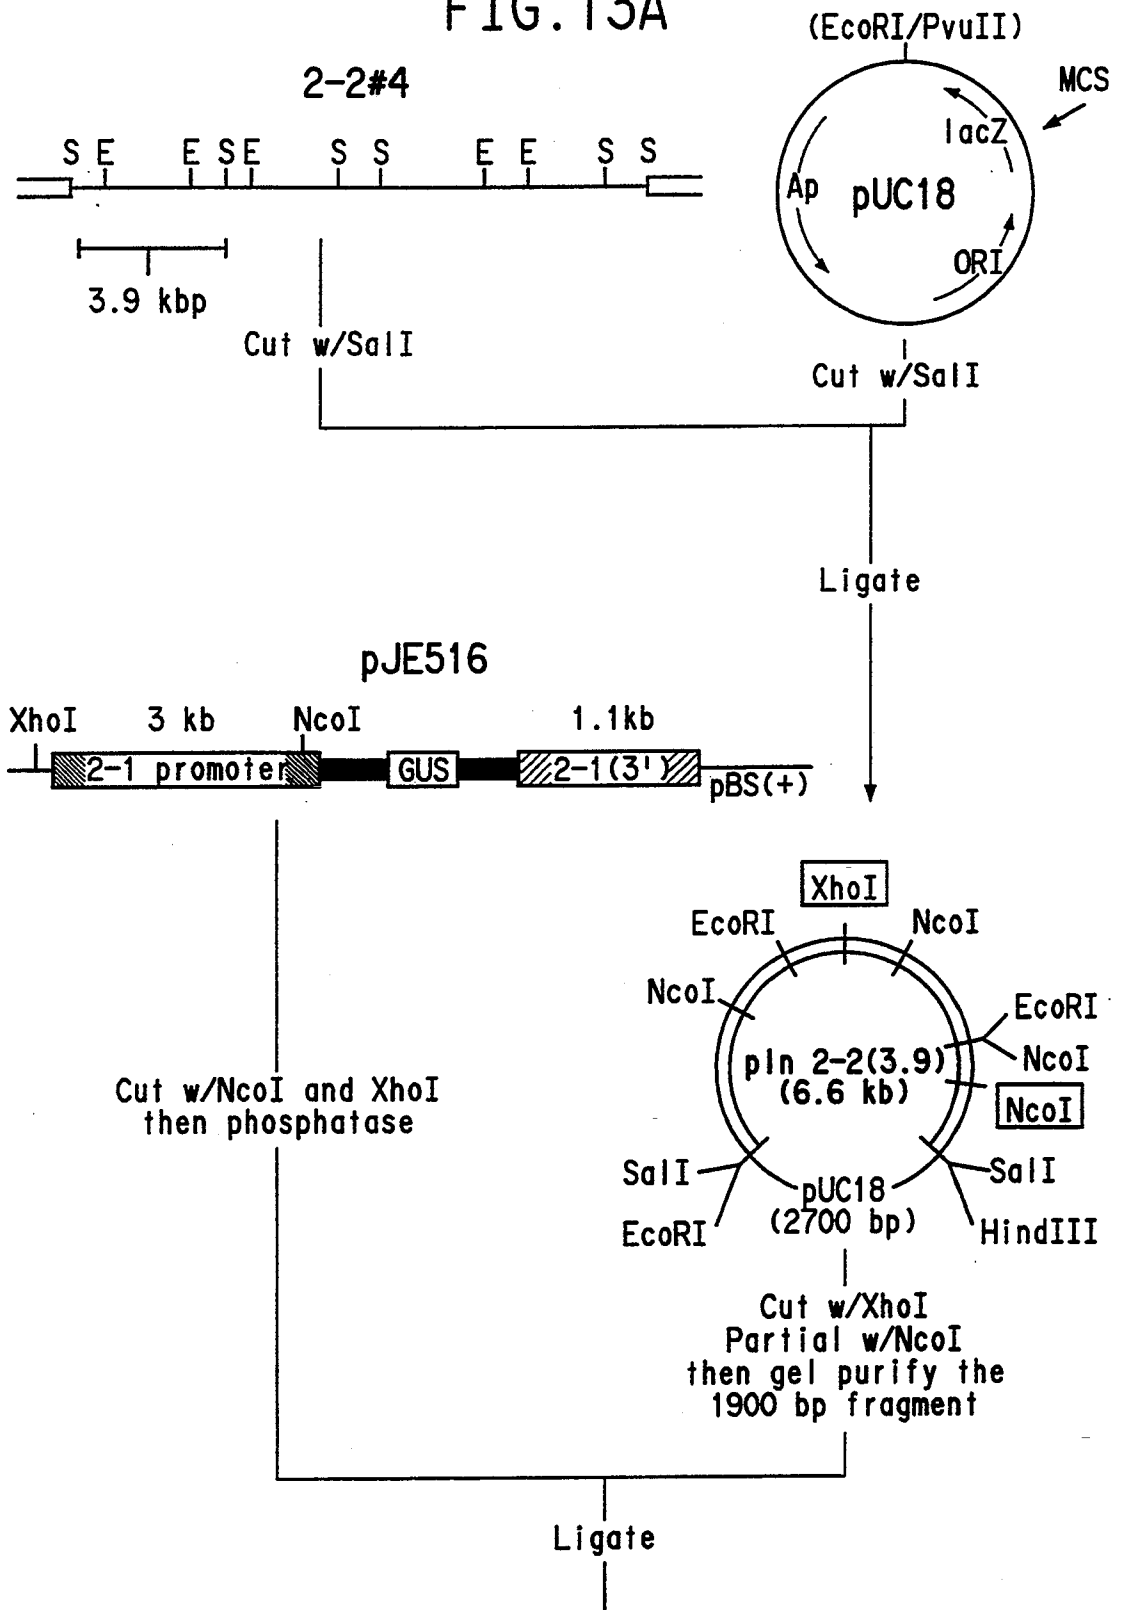 FIG. 13A
(EcoRI/PvuII)
2-2#4
MCS
lacZ
S E E S E S S E E S S
Ap
pUC18
ORI
3.9 kbp
Cut w/SalI
Cut w/SalI
Ligate
pJE516
XhoI 3 kb NcoI 1.1kb
2-1 promoter GUS 2-1(3')
pBS(+)
XhoI
EcoRI
NcoI
NcoI
EcoRI
NcoI
pIn 2-2(3.9)
(6.6 kb)
NcoI
Cut w/NcoI and XhoI
then phosphatase
SalI
SalI
pUC18
(2700 bp)
EcoRI
HindIII
Cut w/XhoI
Partial w/NcoI
then gel purify the
1900 bp fragment
Ligate